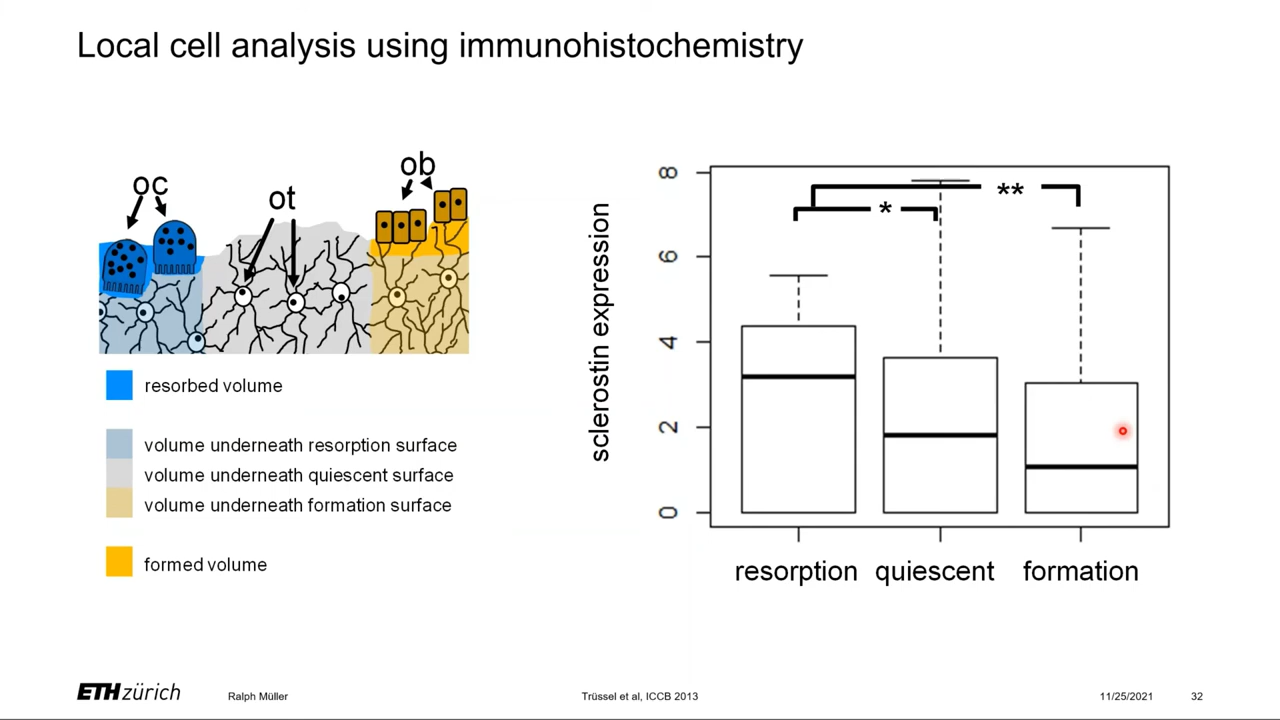 Local cell analysis using immunohistochemistry
oc
ot
ob
resorbed volume
volume underneath resorption surface
volume underneath quiescent surface
volume underneath formation surface
formed volume
sclerostin expression
8
6
4
2
0
*
**
resorption quiescent formation
ETH zürich
Ralph Müller
Trüssel et al, ICCB 2013
11/25/2021
32